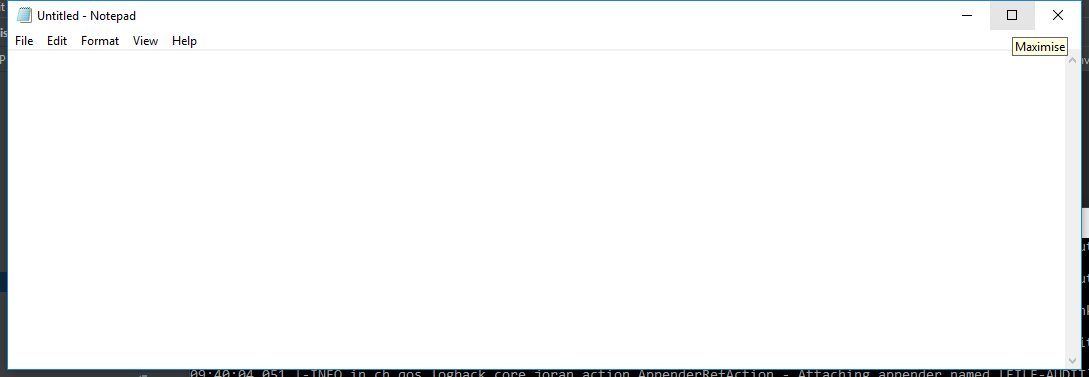 Untitled - Notepad
File Edit Format View Help
Maximise
09:40:04,051 |-INFO in ch.qos.logback.core.joran.action.AppenderRefAction - Attaching appender named [FILE-AUDIT